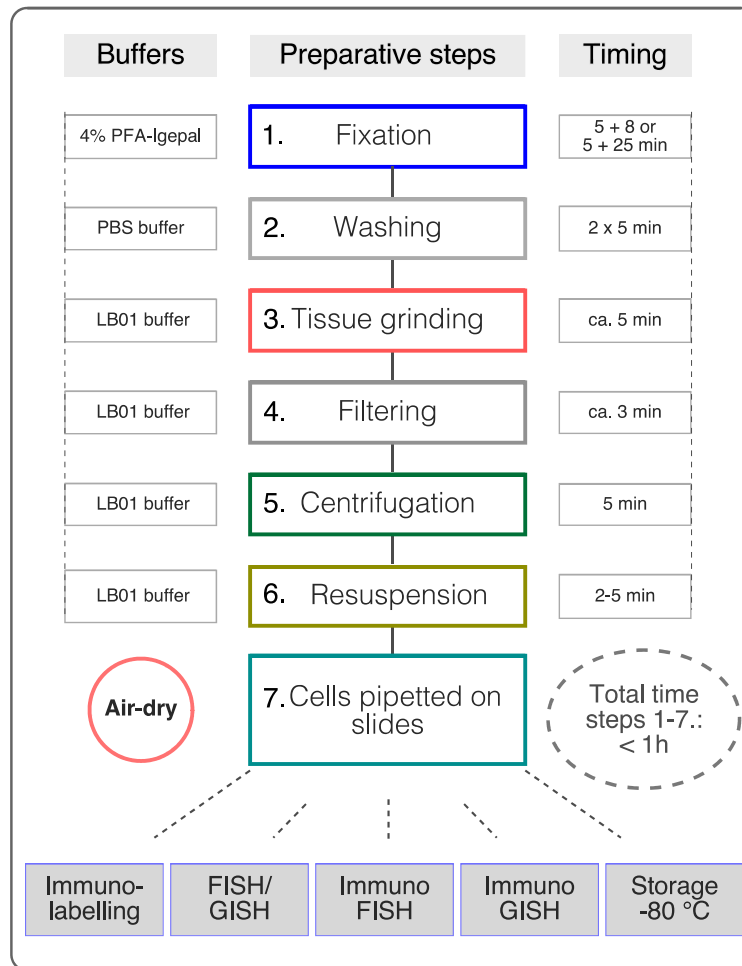 Buffers
Preparative steps
Timing
4% PFA-Igepal
1. Fixation
5 + 8 or
5 + 25 min
PBS buffer
2. Washing
2 x 5 min
LB01 buffer
3. Tissue grinding
ca. 5 min
LB01 buffer
4. Filtering
ca. 3 min
LB01 buffer
5. Centrifugation
5 min
LB01 buffer
6. Resuspension
2-5 min
Air-dry
7. Cells pipetted on
slides
Total time
steps 1-7.:
< 1h
Immuno-
labelling
FISH/
GISH
Immuno
FISH
Immuno
GISH
Storage
-80 °C